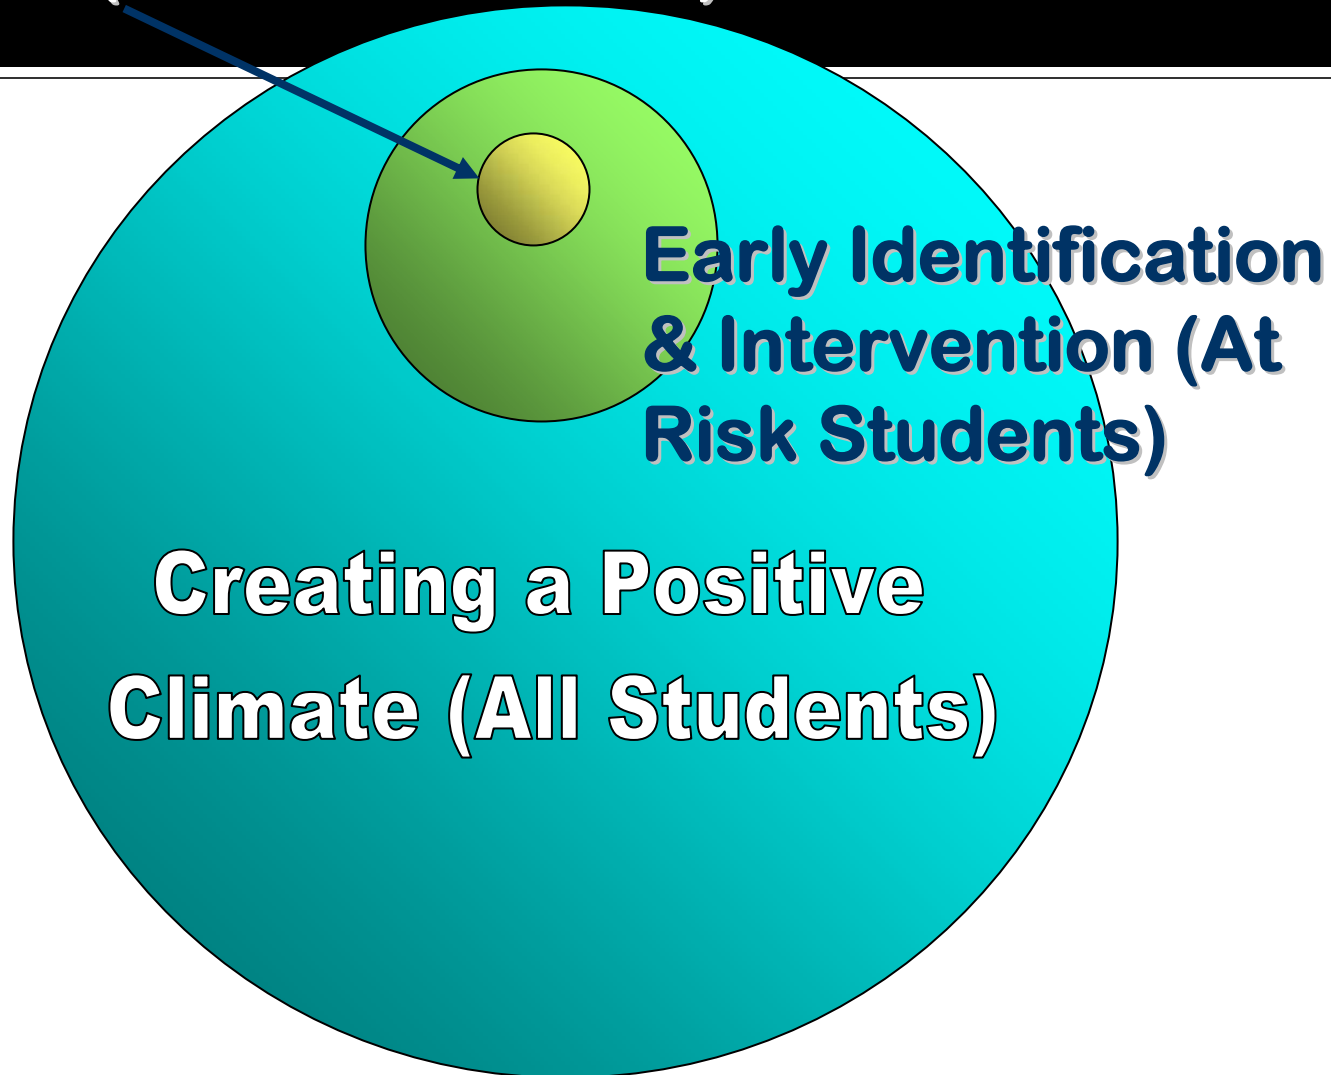 Early Identification
& Intervention (At
Risk Students)
Creating a Positive
Climate (All Students)